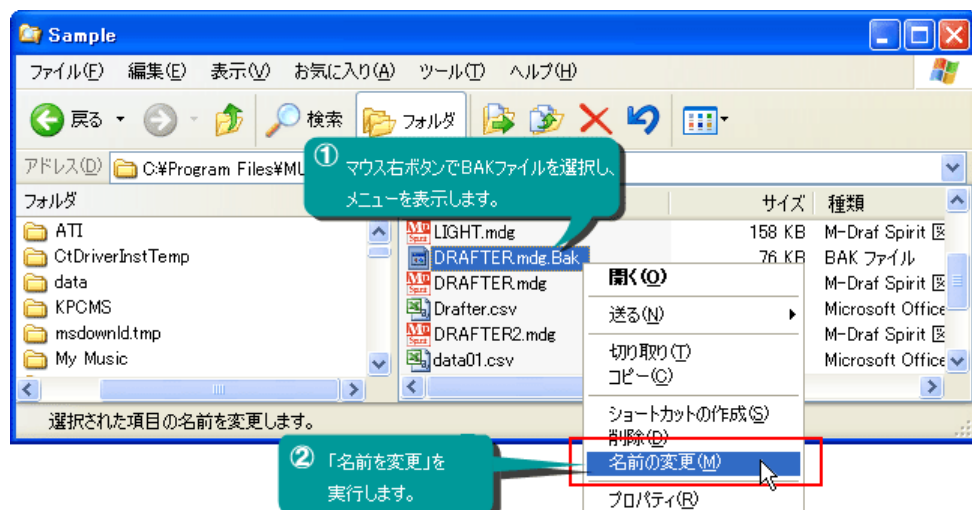 Sample
ファイル(F) 編集(E) 表示(V) お気に入り(A) ツール(T) ヘルプ(H)
戻る 検索 フォルダ
アドレス(D) C:¥Program Files¥MU
① マウス右ボタンでBAKファイルを選択し、
メニューを表示します。
フォルダ サイズ 種類
ATI LIGHT.mdg 158 KB M-Draf Spirit 図
CtDriverInstTemp DRAFTER.mdg.Bak 76 KB BAK ファイル
data DRAFTER.mdg M-Draf Spirit 図
KPCMS Drafter.csv Microsoft Office
msdownld.tmp DRAFTER2.mdg M-Draf Spirit 図
My Music data01.csv Microsoft Office
開く(O)
送る(N)
切り取り(T)
コピー(C)
ショートカットの作成(S)
削除(D)
名前の変更(M)
プロパティ(R)
選択された項目の名前を変更します。
② 「名前を変更」を
実行します。